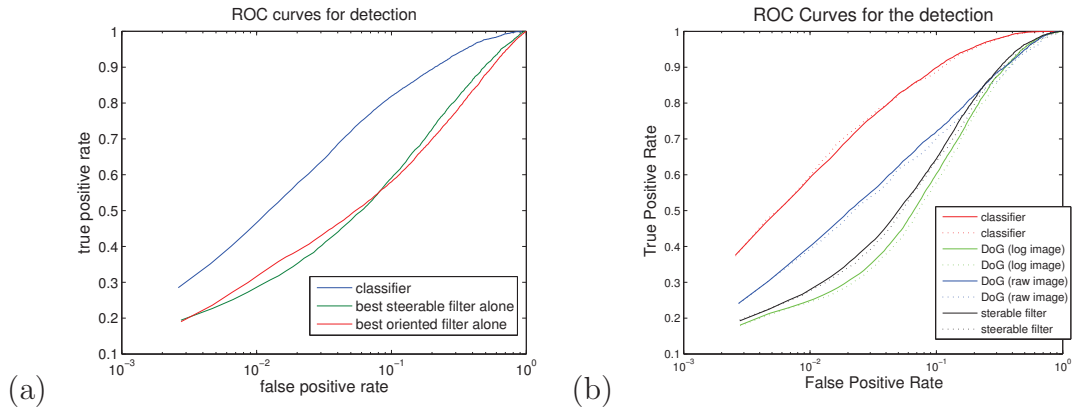 ROC curves for detection
true positive rate
1
0.9
0.8
0.7
0.6
0.5
0.4
0.3
0.2
0.1
10^-3
10^-2
10^-1
10^0
false positive rate
classifier
best steerable filter alone
best oriented filter alone
(a)
ROC Curves for the detection
True Positive Rate
1
0.9
0.8
0.7
0.6
0.5
0.4
0.3
0.2
0.1
10^-3
10^-2
10^-1
10^0
False Positive Rate
classifier
classifier
DoG (log image)
DoG (log image)
DoG (raw image)
DoG (raw image)
sterable filter
steerable filter
(b)